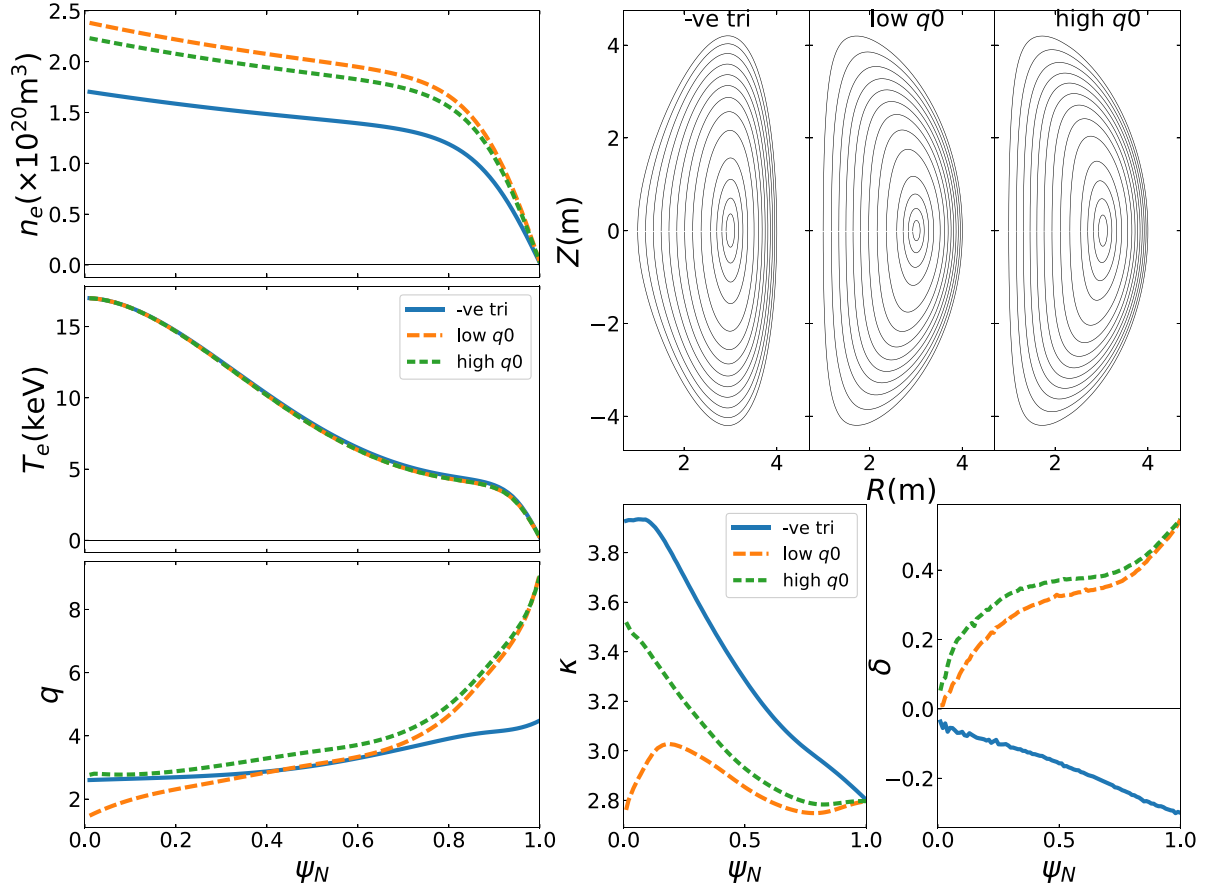 2.5
2.0
1.5
1.0
0.5
0.0
n_e(×10^20 m^3)
15
10
5
0
T_e(keV)
-ve tri
low q0
high q0
8
6
4
2
q
0.0 0.2 0.4 0.6 0.8 1.0
ψ_N
-ve tri low q0 high q0
4
2
0
−2
−4
Z(m)
2 4 2 4 2 4
R(m)
3.8
3.6
3.4
3.2
3.0
2.8
κ
-ve tri
low q0
high q0
0.0 0.5 1.0
ψ_N
0.4
0.2
0.0
−0.2
δ
0.0 0.5 1.0
ψ_N